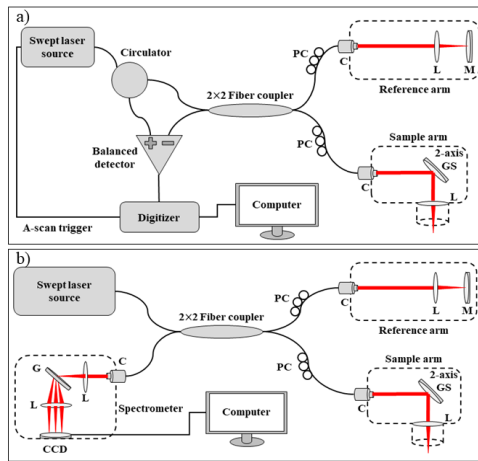 a)
Swept laser
source
Circulator
2×2 Fiber coupler
PC
C
L
M
Reference arm
PC
Sample arm
2-axis
GS
C
L
+ −
Balanced
detector
Digitizer
Computer
A-scan trigger
b)
Swept laser
source
2×2 Fiber coupler
PC
C
L
M
Reference arm
PC
Sample arm
2-axis
GS
C
L
G
C
L
L
Spectrometer
CCD
Computer